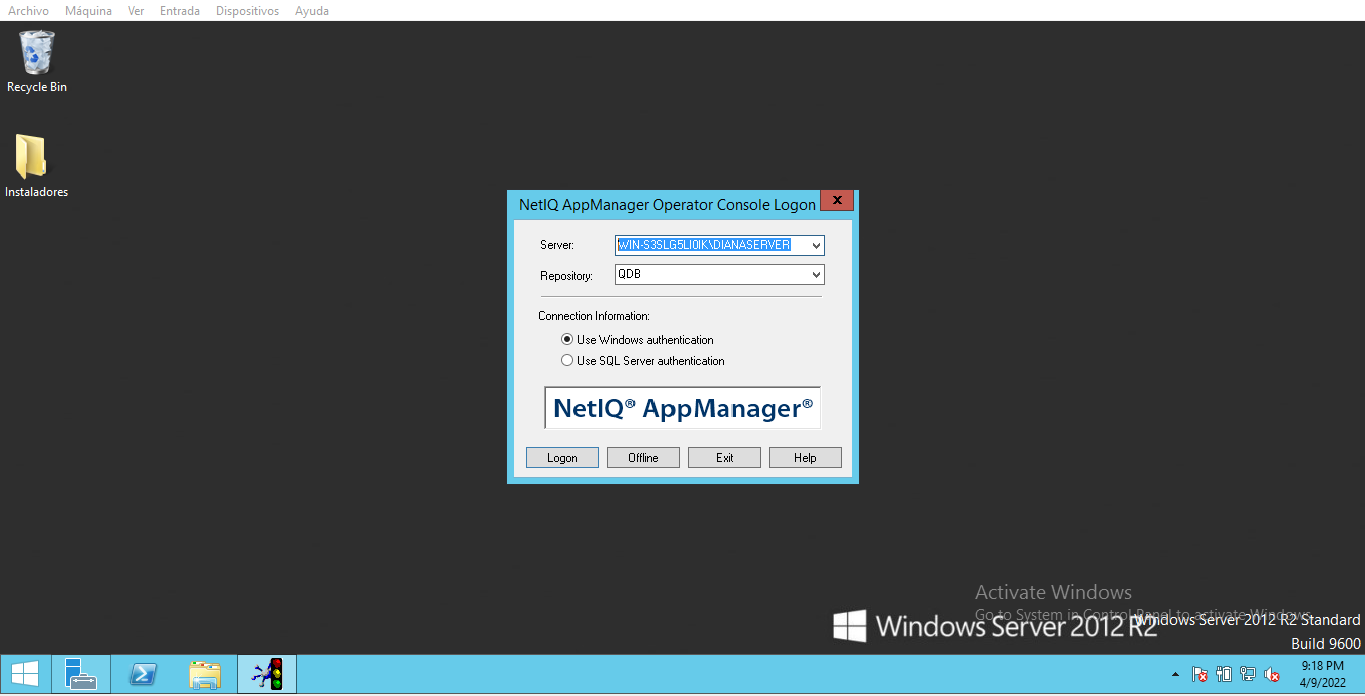 Archivo Máquina Ver Entrada Dispositivos Ayuda
Recycle Bin
Instaladores
NetIQ AppManager Operator Console Logon
x
Server: WIN-S3SLG5LI0IK\DIANASERVER
Repository: QDB
Connection Information:
Use Windows authentication
Use SQL Server authentication
NetIQ® AppManager®
Logon Offline Exit Help
Activate Windows
Go to System in Control Panel to activate Windows.
Windows Server 2012 R2
Windows Server 2012 R2 Standard
Build 9600
9:18 PM
4/9/2022